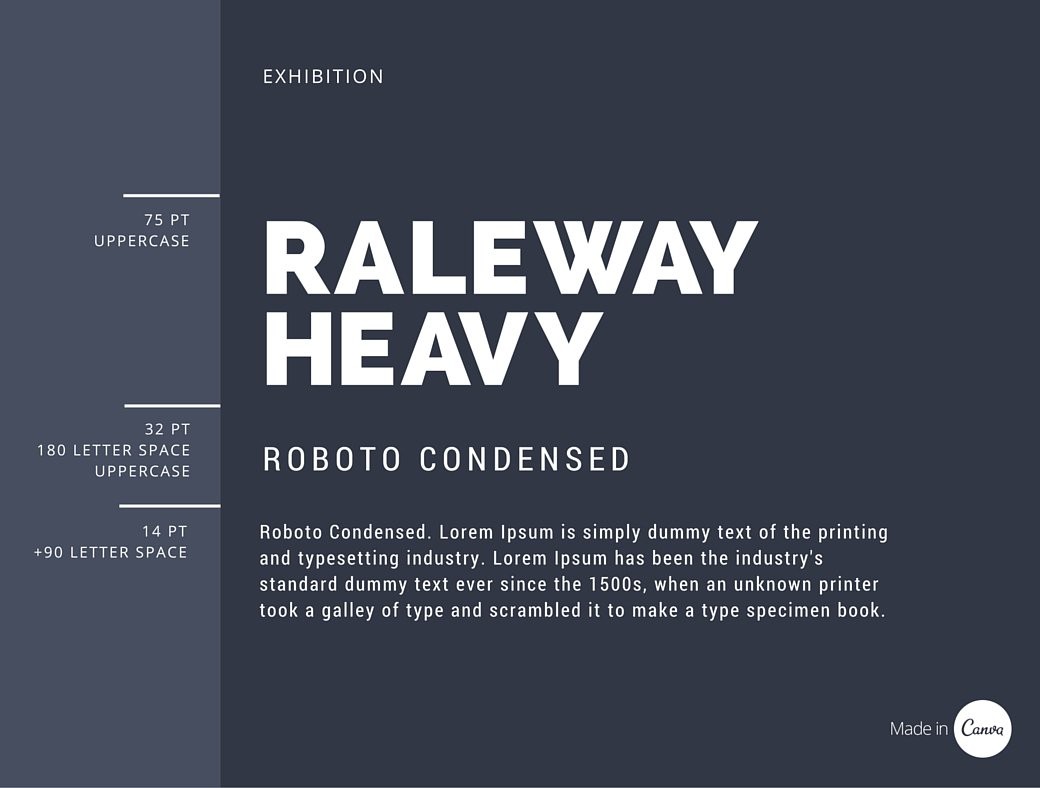 EXHIBITION
75 PT
UPPERCASE
RALEWAY
HEAVY
32 PT
180 LETTER SPACE
UPPERCASE
ROBOTO CONDENSED
14 PT
+90 LETTER SPACE
Roboto Condensed. Lorem Ipsum is simply dummy text of the printing
and typesetting industry. Lorem Ipsum has been the industry's
standard dummy text ever since the 1500s, when an unknown printer
took a galley of type and scrambled it to make a type specimen book.
Made in Canva